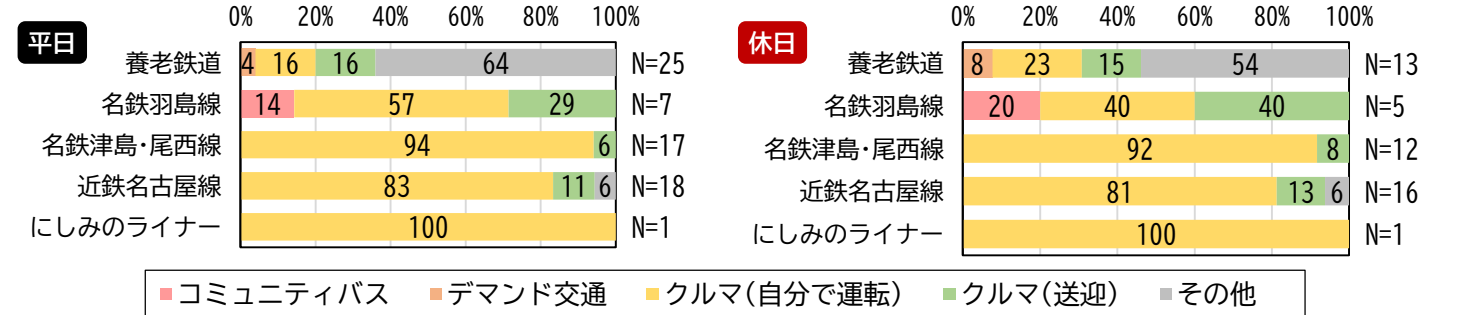 平日
0% 20% 40% 60% 80% 100%
養老鉄道 4 16 16 64 N=25
名鉄羽島線 14 57 29 N=7
名鉄津島・尾西線 94 6 N=17
近鉄名古屋線 83 11 6 N=18
にしみのライナー 100 N=1
休日
0% 20% 40% 60% 80% 100%
養老鉄道 8 23 15 54 N=13
名鉄羽島線 20 40 40 N=5
名鉄津島・尾西線 92 8 N=12
近鉄名古屋線 81 13 6 N=16
にしみのライナー 100 N=1
コミュニティバス デマンド交通 クルマ(自分で運転) クルマ(送迎) その他